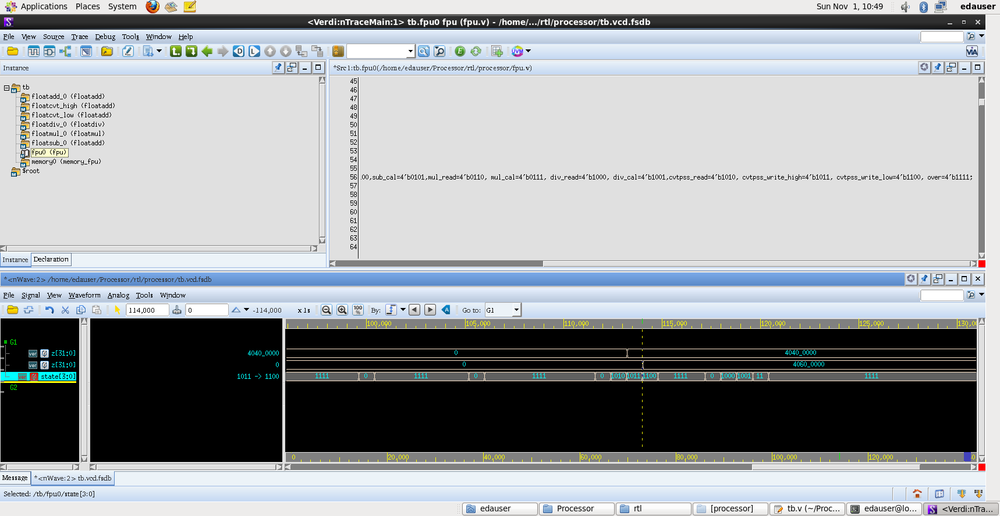 Applications Places System Sun Nov 1, 10:49 edauser
<Verdi:nTraceMain:1> tb.fpu0 fpu (fpu.v) - /home/.../rtl/processor/tb.vcd.fsdb
File View Source Trace Debug Tools Window Help
Instance
*Src1:tb.fpu0(/home/edauser/Processor/rtl/processor/fpu.v)
tb
floatadd_0 (floatadd)
floatcvt_high (floatadd)
floatcvt_low (floatadd)
floatdiv_0 (floatdiv)
floatmul_0 (floatmul)
floatsub_0 (floatadd)
fpu0 (fpu)
memory0 (memory_fpu)
$root
45
46
47
48
49
50
51
52
53
54
55
56 .00,sub_cal=4'b0101,mul_read=4'b0110, mul_cal=4'b0111, div_read=4'b1000, div_cal=4'b1001,cvtpss_read=4'b1010, cvtpss_write_high=4'b1011, cvtpss_write_low=4'b1100, over=4'b1111;
57
58
59
60
61
62
63
64
Instance Declaration
*<nWave:2> /home/edauser/Processor/rtl/processor/tb.vcd.fsdb
File Signal View Waveform Analog Tools Window
114,000 0 -114,000 x 1s 100 % By: Go to: G1
100,000 105,000 110,000 115,000 120,000 125,000 130,0
G1
z[31:0] 4040_0000 0 4040_0000
z[31:0] 0 0 4060_0000
state[3:0] 1011 -> 1100 1111 0 1111 0 1111 0 1010 1011 1100 1111 0 1000 1001 11 1111
G2
0 20,000 40,000 60,000 80,000 100,000 120,000 0
Message *<nWave:2> tb.vcd.fsdb
Selected: /tb/fpu0/state[3:0]
edauser Processor rtl [processor] tb.v (~/Proc... edauser@lo... <Verdi:nTra...